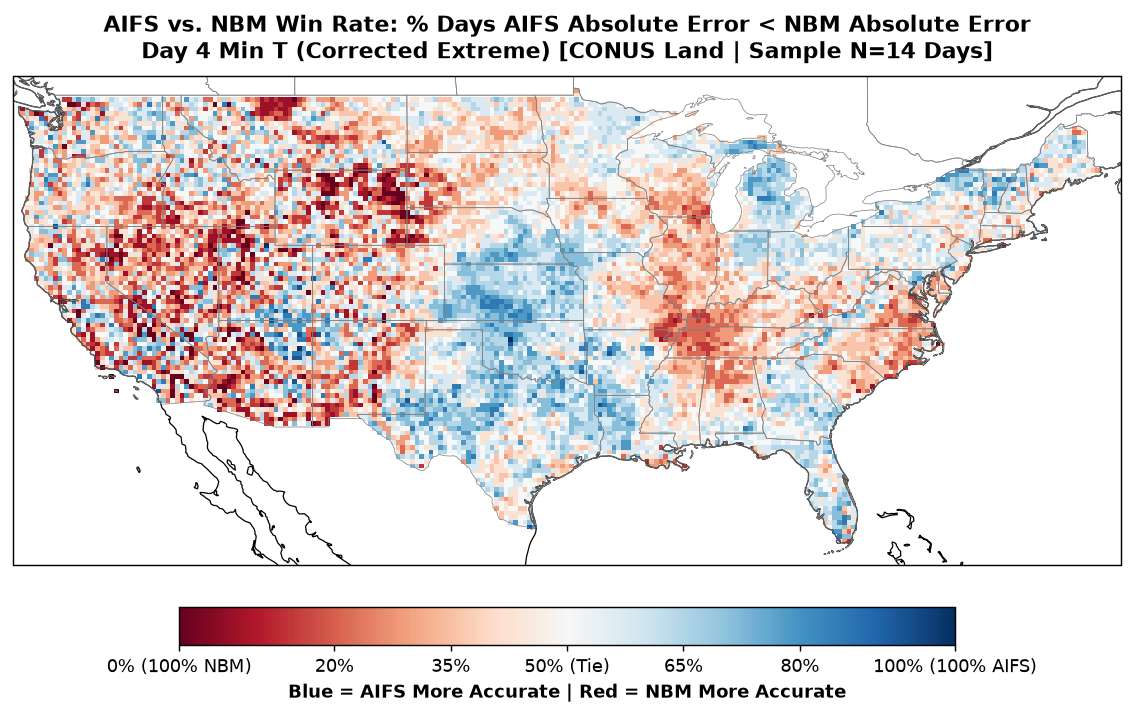 AIFS vs. NBM Win Rate: % Days AIFS Absolute Error < NBM Absolute Error
Day 4 Min T (Corrected Extreme) [CONUS Land | Sample N=14 Days]
0% (100% NBM) 20% 35% 50% (Tie) 65% 80% 100% (100% AIFS)
Blue = AIFS More Accurate | Red = NBM More Accurate